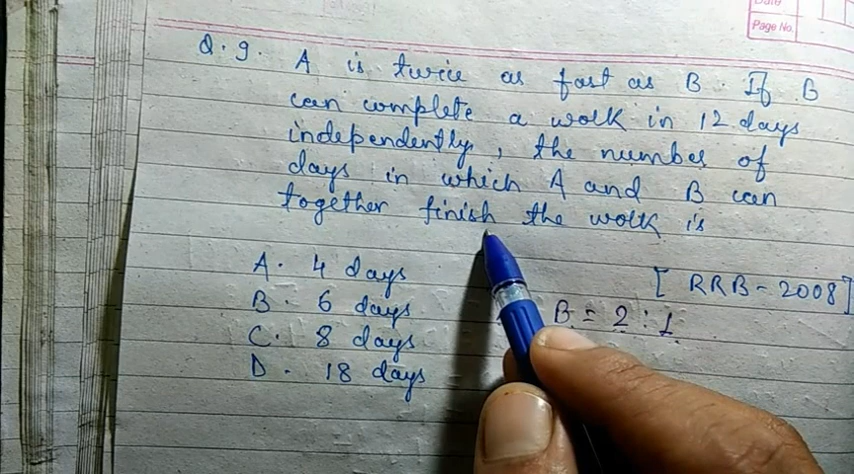 Date
Page No.
Q. 9. A is twice as fast as B. If B
can complete a work in 12 days
independently, the number of
days in which A and B can
together finish the work is
A. 4 days
B. 6 days
C. 8 days
D. 18 days
[RRB-2008]
B = 2 : 1